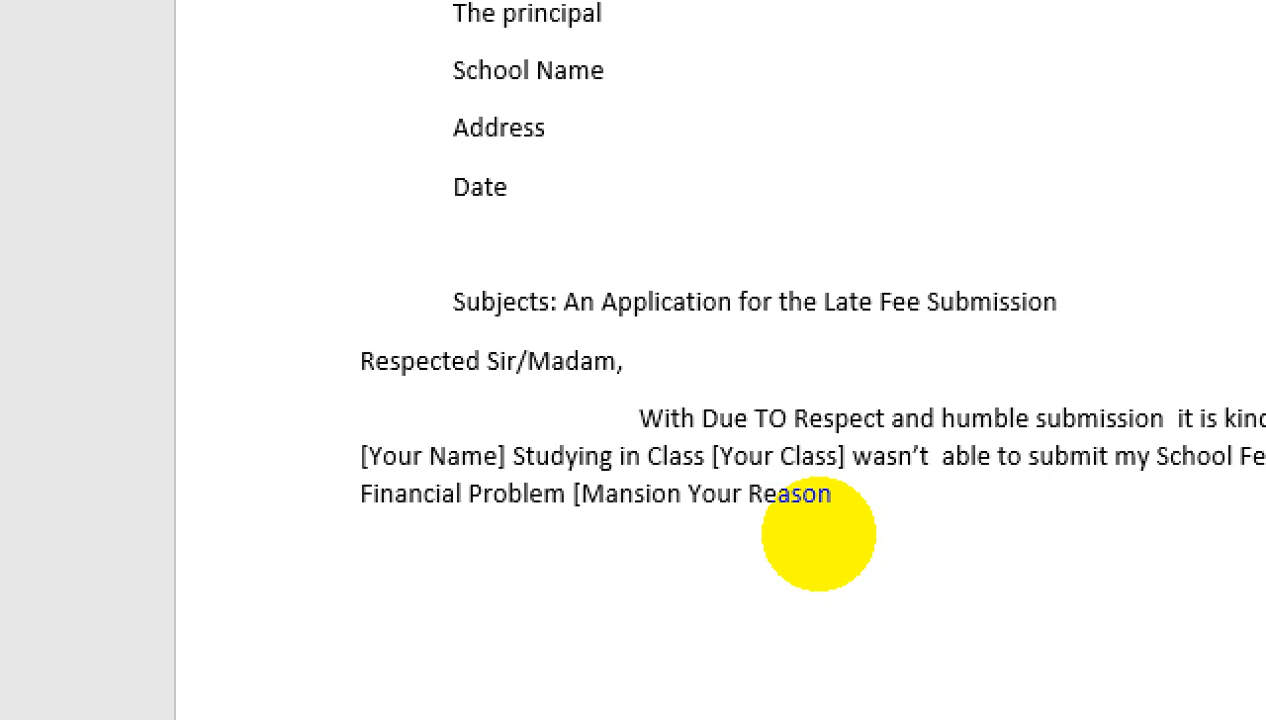 The principal
School Name
Address
Date
Subjects: An Application for the Late Fee Submission
Respected Sir/Madam,
With Due TO Respect and humble submission it is
[Your Name] Studying in Class [Your Class] wasn’t able to submit my School
Financial Problem [Mansion Your Reason